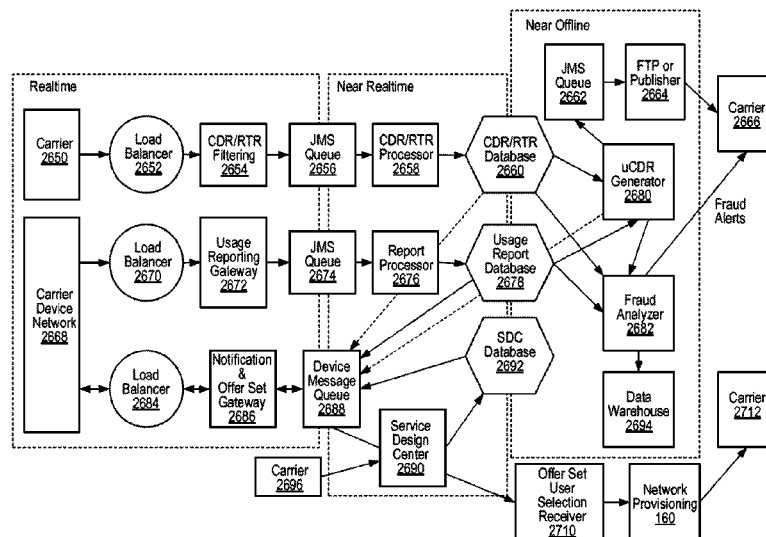 Near Offline
Realtime
Near Realtime
JMS
Queue
2662
FTP or
Publisher
2664
Carrier
2666
Carrier
2650
Load
Balancer
2652
CDR/RTR
Filtering
2654
JMS
Queue
2656
CDR/RTR
Processor
2658
CDR/RTR
Database
2660
uCDR
Generator
2680
Fraud
Alerts
Carrier
Device
Network
2668
Load
Balancer
2670
Usage
Reporting
Gateway
2672
JMS
Queue
2674
Report
Processor
2676
Usage
Report
Database
2678
Fraud
Analyzer
2682
Load
Balancer
2684
Notification
&
Offer Set
Gateway
2686
Device
Message
Queue
2688
SDC
Database
2692
Data
Warehouse
2694
Carrier
2712
Carrier
2696
Service
Design
Center
2690
Offer Set
User
Selection
Receiver
2710
Network
Provisioning
160